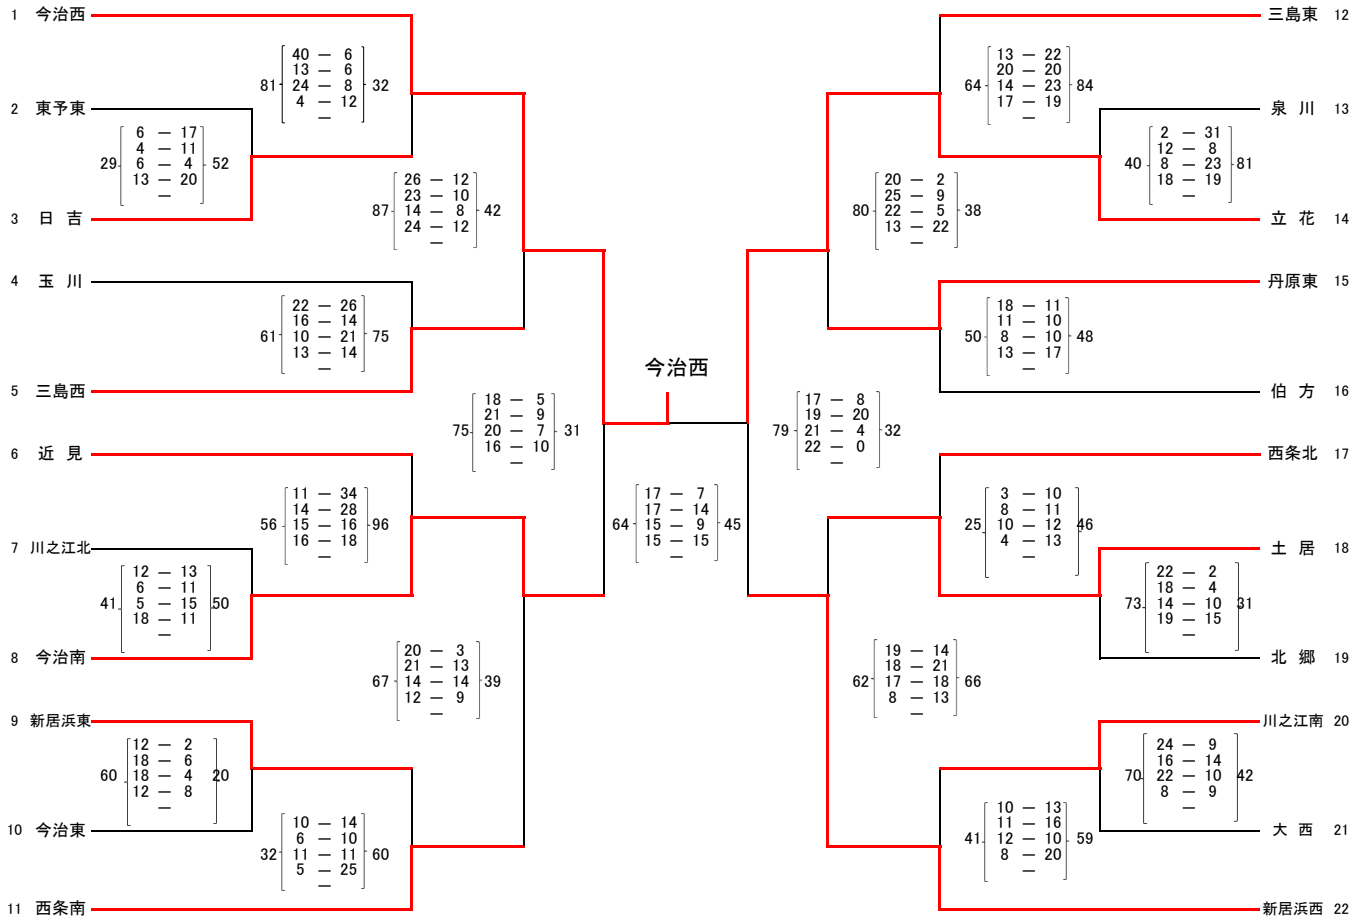 1 今治西
81 32
40 — 6
13 — 6
24 — 8
4 — 12
—
2 東予東
29 52
6 — 17
4 — 11
6 — 4
13 — 20
—
3 日 吉
87 42
26 — 12
23 — 10
14 — 8
24 — 12
—
4 玉 川
61 75
22 — 26
16 — 14
10 — 21
13 — 14
—
5 三島西
75 31
18 — 5
21 — 9
20 — 7
16 — 10
—
6 近 見
56 96
11 — 34
14 — 28
15 — 16
16 — 18
—
7 川之江北
41 50
12 — 13
6 — 11
5 — 15
18 — 11
—
8 今治南
67 39
20 — 3
21 — 13
14 — 14
12 — 9
—
9 新居浜東
60 20
12 — 2
18 — 6
18 — 4
12 — 8
—
10 今治東
32 60
10 — 14
6 — 10
11 — 11
5 — 25
—
11 西条南
今治西
64 45
17 — 7
17 — 14
15 — 9
15 — 15
—
三島東 12
64 84
13 — 22
20 — 20
14 — 23
17 — 19
—
泉 川 13
40 81
2 — 31
12 — 8
8 — 23
18 — 19
—
立 花 14
80 38
20 — 2
25 — 9
22 — 5
13 — 22
—
丹原東 15
50 48
18 — 11
11 — 10
8 — 10
13 — 17
—
伯 方 16
79 32
17 — 8
19 — 20
21 — 4
22 — 0
—
西条北 17
25 46
3 — 10
8 — 11
10 — 12
4 — 13
—
土 居 18
73 31
22 — 2
18 — 4
14 — 10
19 — 15
—
北 郷 19
62 66
19 — 14
18 — 21
17 — 18
8 — 13
—
川之江南 20
70 42
24 — 9
16 — 14
22 — 10
8 — 9
—
大 西 21
41 59
10 — 13
11 — 16
12 — 10
8 — 20
—
新居浜西 22